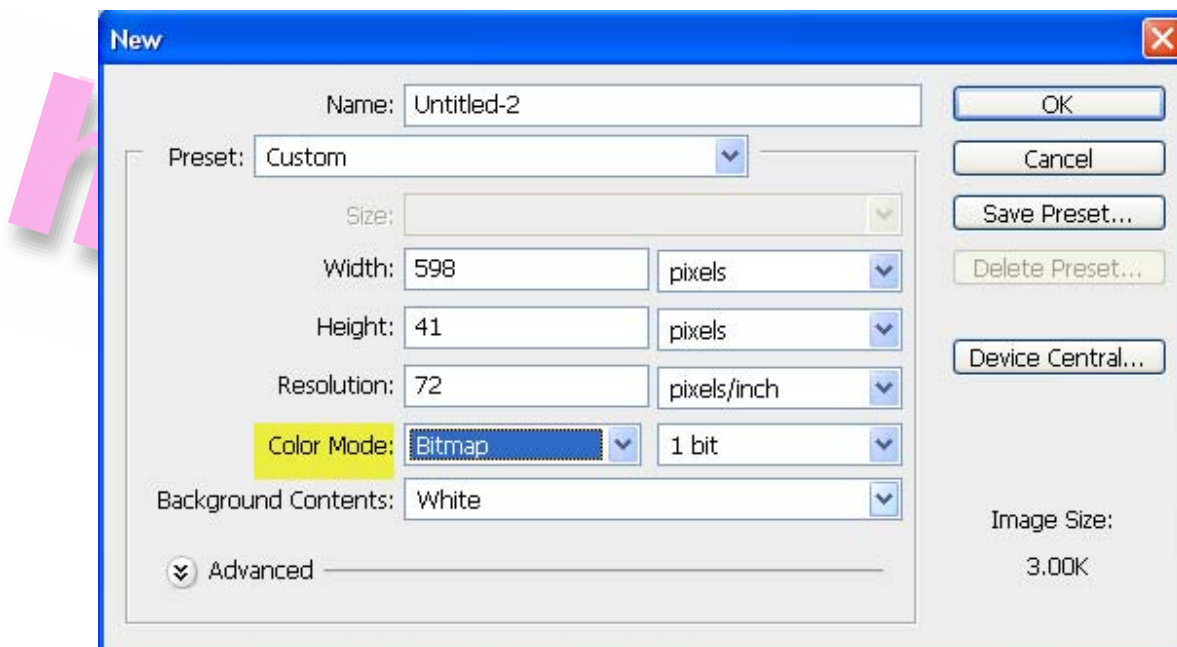 New
Name: Untitled-2
OK
Preset: Custom
Cancel
Size:
Save Preset...
Width: 598 pixels
Delete Preset...
Height: 41 pixels
Device Central...
Resolution: 72 pixels/inch
Color Mode: Bitmap 1 bit
Background Contents: White
Image Size:
3.00K
Advanced